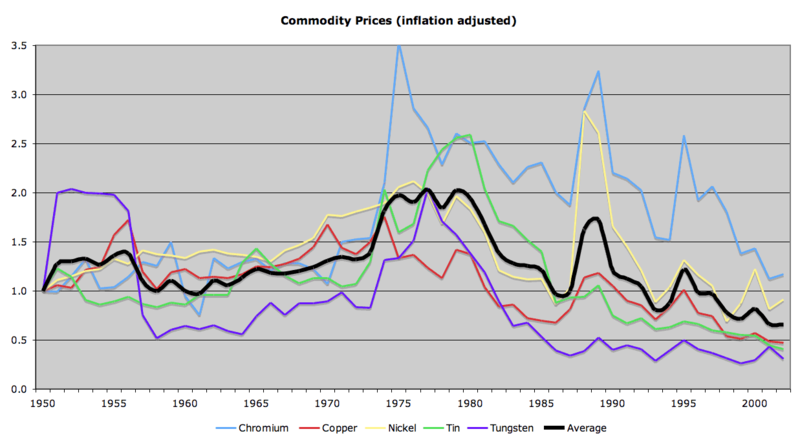 Commodity Prices (inflation adjusted)
3.5
3.0
2.5
2.0
1.5
1.0
0.5
0.0
1950 1955 1960 1965 1970 1975 1980 1985 1990 1995 2000
Chromium Copper Nickel Tin Tungsten Average